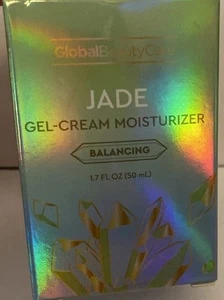 GlobalBeautyCare
JADE
GEL-CREAM MOISTURIZER
BALANCING
1.7 FL OZ (50 mL)